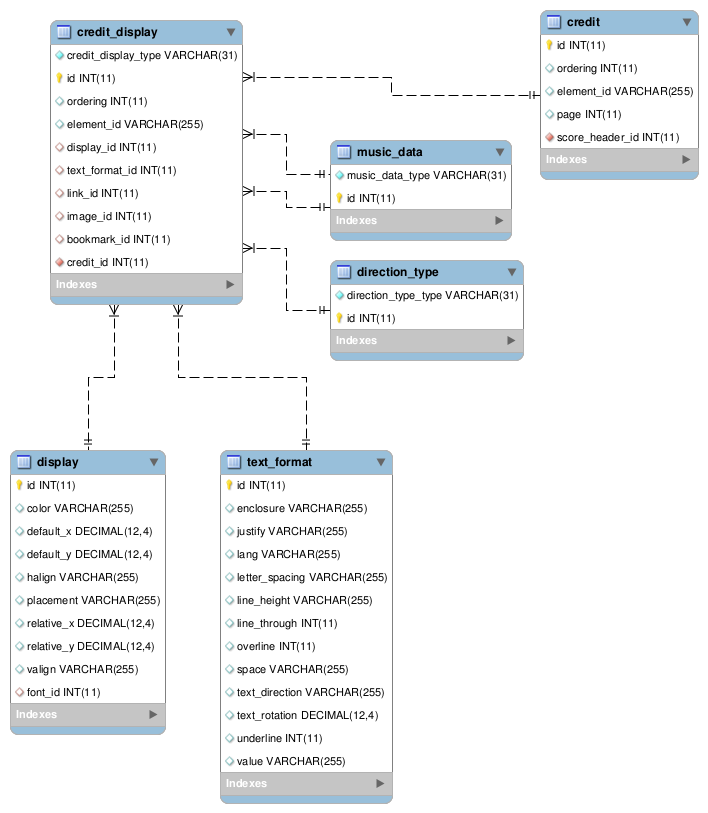 credit_display
credit_display_type VARCHAR(31)
id INT(11)
ordering INT(11)
element_id VARCHAR(255)
display_id INT(11)
text_format_id INT(11)
link_id INT(11)
image_id INT(11)
bookmark_id INT(11)
credit_id INT(11)
Indexes
credit
id INT(11)
ordering INT(11)
element_id VARCHAR(255)
page INT(11)
score_header_id INT(11)
Indexes
music_data
music_data_type VARCHAR(31)
id INT(11)
Indexes
direction_type
direction_type_type VARCHAR(31)
id INT(11)
Indexes
display
id INT(11)
color VARCHAR(255)
default_x DECIMAL(12,4)
default_y DECIMAL(12,4)
halign VARCHAR(255)
placement VARCHAR(255)
relative_x DECIMAL(12,4)
relative_y DECIMAL(12,4)
valign VARCHAR(255)
font_id INT(11)
Indexes
text_format
id INT(11)
enclosure VARCHAR(255)
justify VARCHAR(255)
lang VARCHAR(255)
letter_spacing VARCHAR(255)
line_height VARCHAR(255)
line_through INT(11)
overline INT(11)
space VARCHAR(255)
text_direction VARCHAR(255)
text_rotation DECIMAL(12,4)
underline INT(11)
value VARCHAR(255)
Indexes